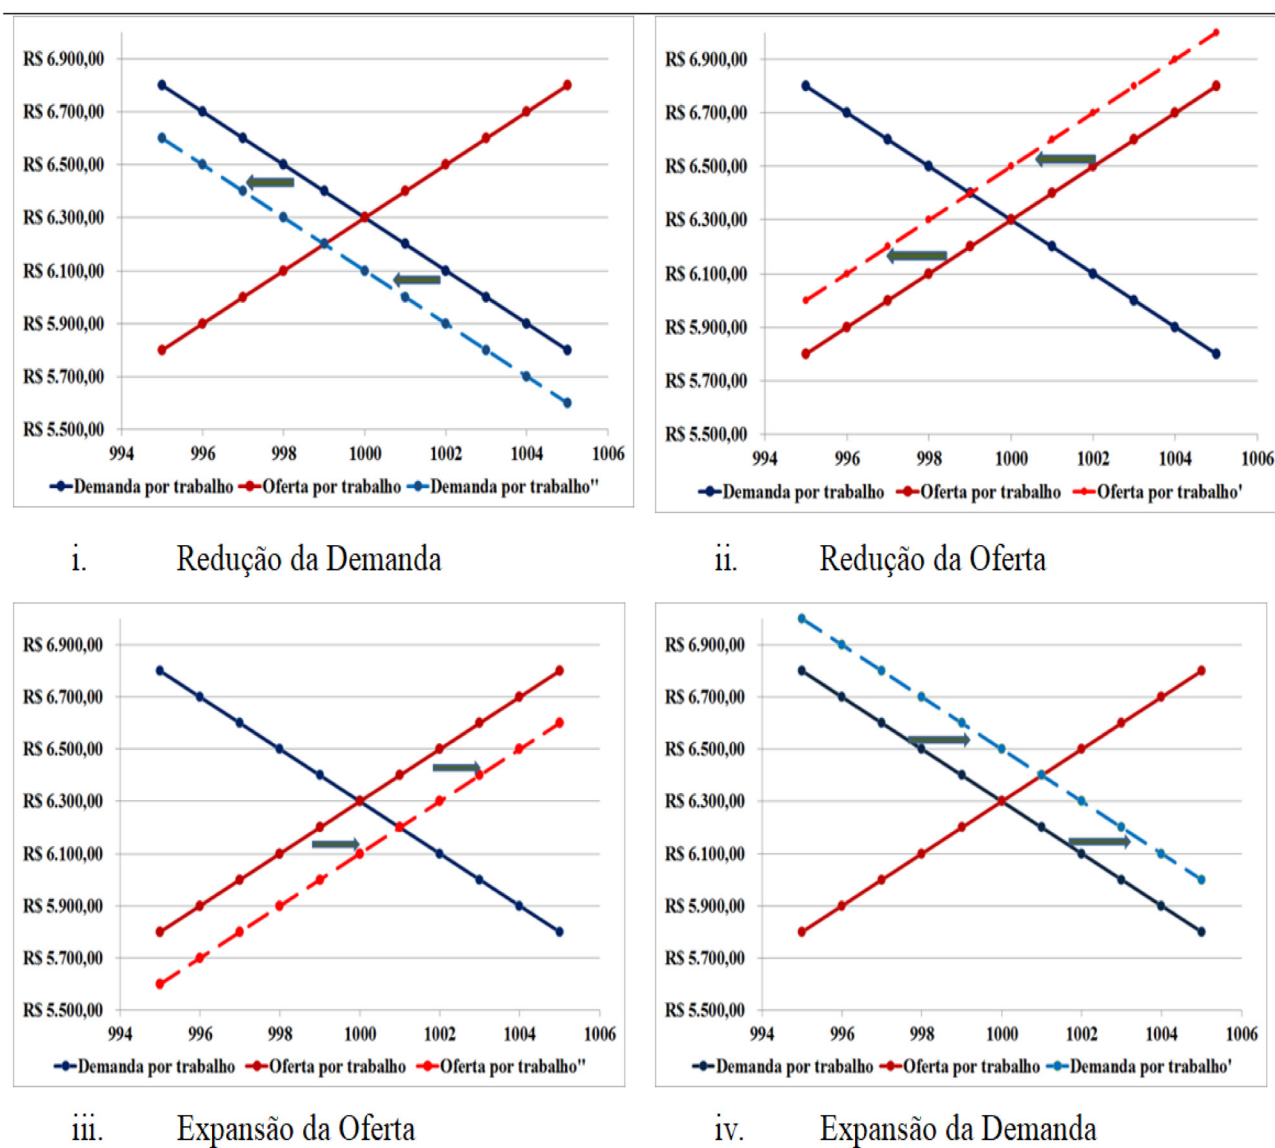 R$ 6.900,00
R$ 6.700,00
R$ 6.500,00
R$ 6.300,00
R$ 6.100,00
R$ 5.900,00
R$ 5.700,00
R$ 5.500,00
994 996 998 1000 1002 1004 1006
Demanda por trabalho Oferta por trabalho Demanda por trabalho"
i. Redução da Demanda
R$ 6.900,00
R$ 6.700,00
R$ 6.500,00
R$ 6.300,00
R$ 6.100,00
R$ 5.900,00
R$ 5.700,00
R$ 5.500,00
994 996 998 1000 1002 1004 1006
Demanda por trabalho Oferta por trabalho Oferta por trabalho'
ii. Redução da Oferta
R$ 6.900,00
R$ 6.700,00
R$ 6.500,00
R$ 6.300,00
R$ 6.100,00
R$ 5.900,00
R$ 5.700,00
R$ 5.500,00
994 996 998 1000 1002 1004 1006
Demanda por trabalho Oferta por trabalho Oferta por trabalho"
iii. Expansão da Oferta
R$ 6.900,00
R$ 6.700,00
R$ 6.500,00
R$ 6.300,00
R$ 6.100,00
R$ 5.900,00
R$ 5.700,00
R$ 5.500,00
994 996 998 1000 1002 1004 1006
Demanda por trabalho Oferta por trabalho Demanda por trabalho'
iv. Expansão da Demanda